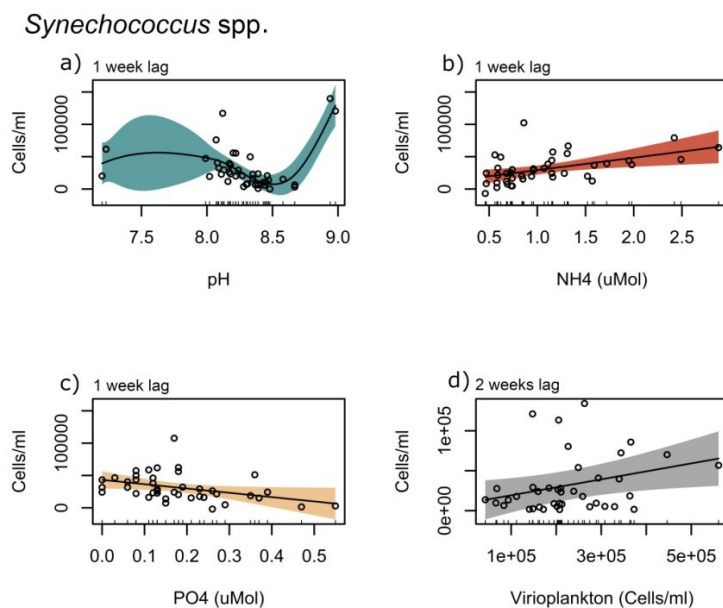 Synechococcus spp.
a) 1 week lag
Cells/ml
100000
0
7.5 8.0 8.5 9.0
pH
b) 1 week lag
Cells/ml
100000
0
0.5 1.0 1.5 2.0 2.5
NH4 (uMol)
c) 1 week lag
Cells/ml
100000
0
0.0 0.1 0.2 0.3 0.4 0.5
PO4 (uMol)
d) 2 weeks lag
Cells/ml
1e+05
0e+00
1e+05 3e+05 5e+05
Virioplankton (Cells/ml)